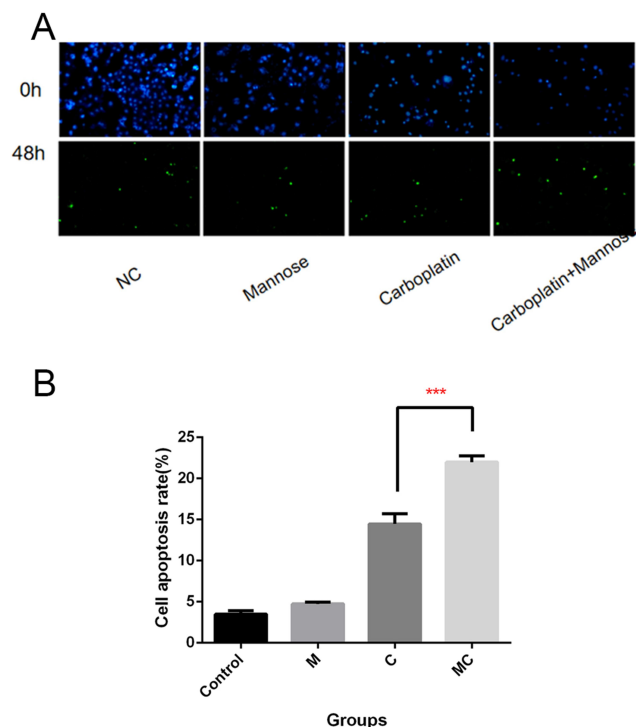 A
0h
48h
NC
Mannose
Carboplatin
Carboplatin+Mannose
B
***
Cell apoptosis rate(%)
25
20
15
10
5
0
Control
M
C
MC
Groups